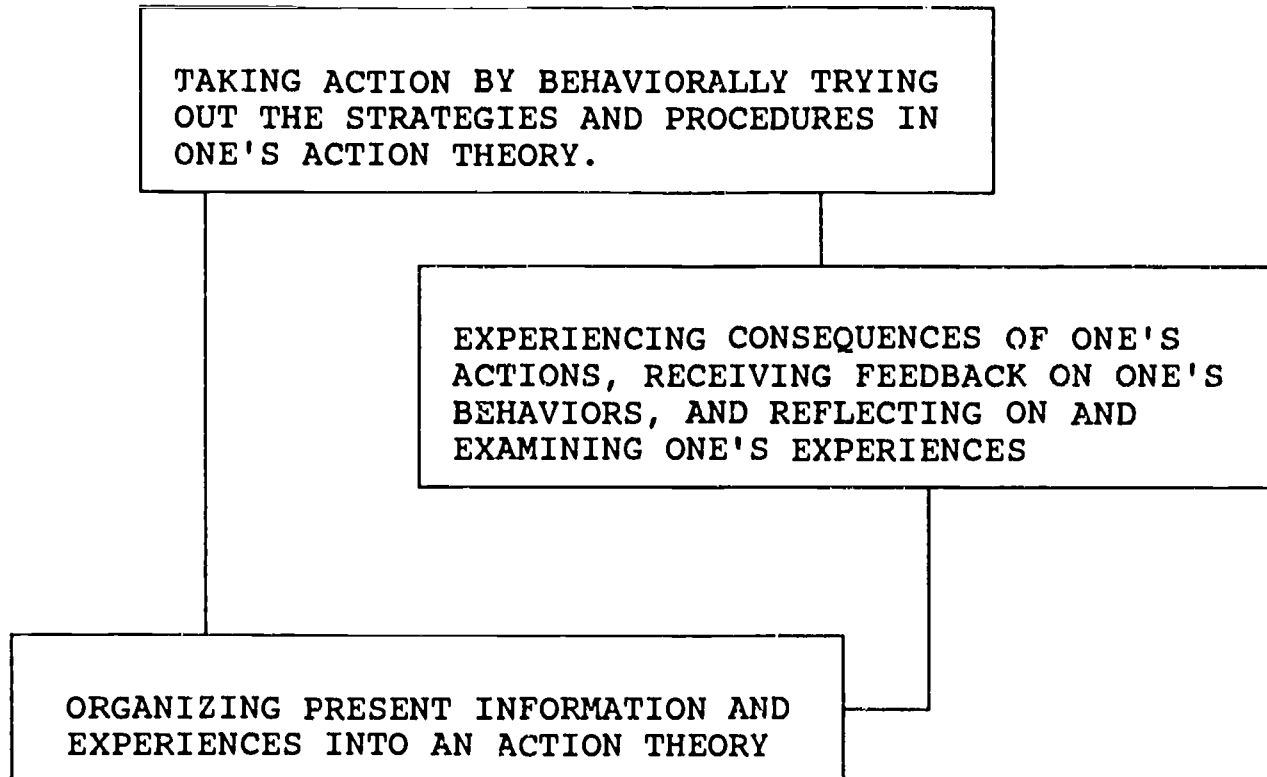 TAKING ACTION BY BEHAVIORALLY TRYING
OUT THE STRATEGIES AND PROCEDURES IN
ONE'S ACTION THEORY.
EXPERIENCING CONSEQUENCES OF ONE'S
ACTIONS, RECEIVING FEEDBACK ON ONE'S
BEHAVIORS, AND REFLECTING ON AND
EXAMINING ONE'S EXPERIENCES
ORGANIZING PRESENT INFORMATION AND
EXPERIENCES INTO AN ACTION THEORY